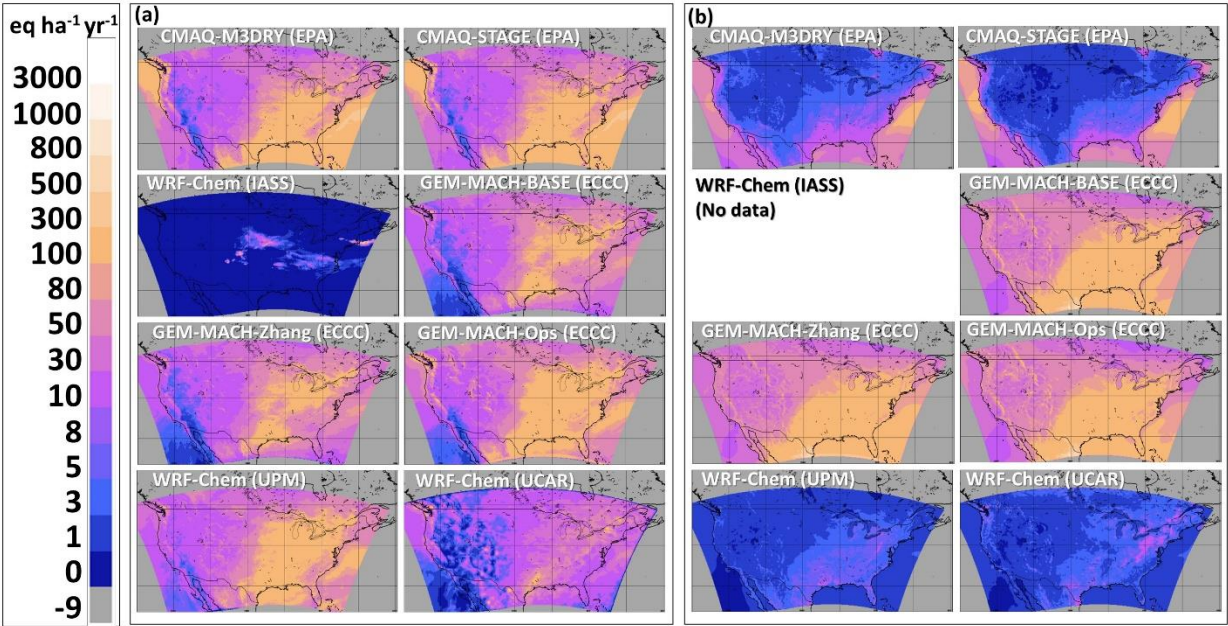 eq ha⁻¹ yr⁻¹
3000
1000
800
500
300
100
80
50
30
10
8
5
3
1
0
-9
(a)
CMAQ-M3DRY (EPA)
CMAQ-STAGE (EPA)
WRF-Chem (IASS)
GEM-MACH-BASE (ECCC)
GEM-MACH-Zhang (ECCC)
GEM-MACH-Ops (ECCC)
WRF-Chem (UPM)
WRF-Chem (UCAR)
(b)
CMAQ-M3DRY (EPA)
CMAQ-STAGE (EPA)
WRF-Chem (IASS)
(No data)
GEM-MACH-BASE (ECCC)
GEM-MACH-Zhang (ECCC)
GEM-MACH-Ops (ECCC)
WRF-Chem (UPM)
WRF-Chem (UCAR)